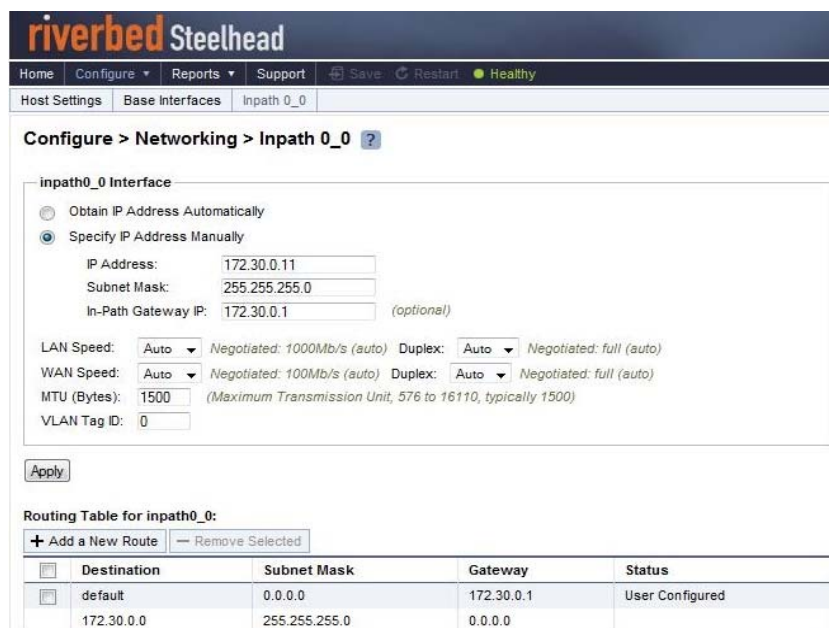 riverbed Steelhead
Home Configure Reports Support Save Restart Healthy
Host Settings Base Interfaces Inpath 0_0
Configure > Networking > Inpath 0_0 ?
inpath0_0 Interface
Obtain IP Address Automatically
Specify IP Address Manually
IP Address: 172.30.0.11
Subnet Mask: 255.255.255.0
In-Path Gateway IP: 172.30.0.1 (optional)
LAN Speed: Auto Negotiated: 1000Mb/s (auto) Duplex: Auto Negotiated: full (auto)
WAN Speed: Auto Negotiated: 100Mb/s (auto) Duplex: Auto Negotiated: full (auto)
MTU (Bytes): 1500 (Maximum Transmission Unit, 576 to 16110, typically 1500)
VLAN Tag ID: 0
Apply
Routing Table for inpath0_0:
+ Add a New Route − Remove Selected
Destination Subnet Mask Gateway Status
default 0.0.0.0 172.30.0.1 User Configured
172.30.0.0 255.255.255.0 0.0.0.0